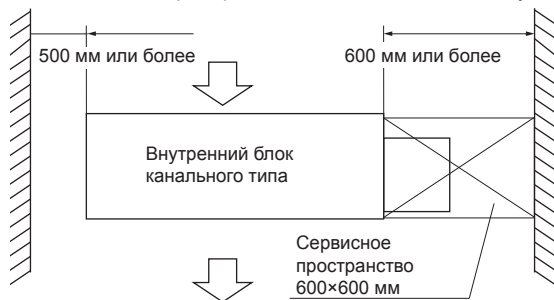 500 мм или более
600 мм или более
Внутренний блок
канального типа
Сервисное
пространство
600×600 мм